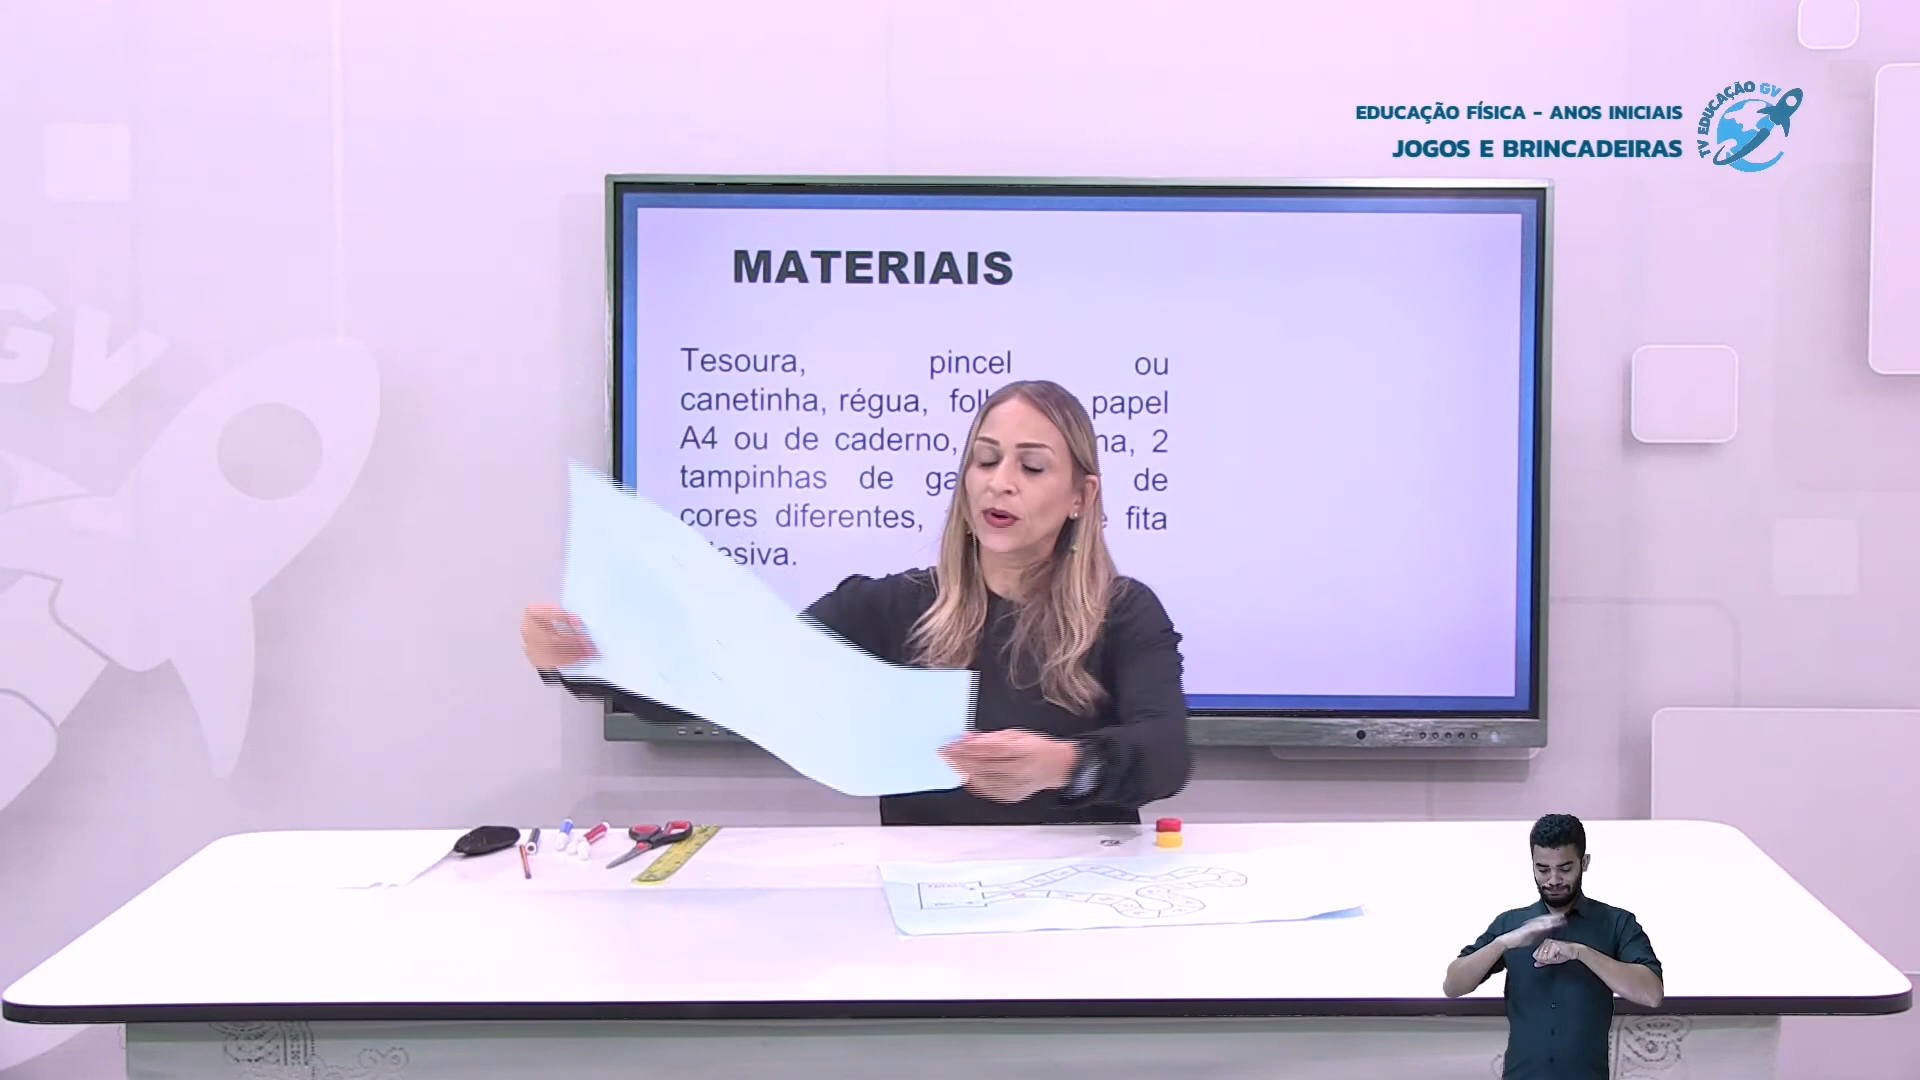 EDUCAÇÃO FÍSICA - ANOS INICIAIS
JOGOS E BRINCADEIRAS
TV EDUCAÇÃO GV
MATERIAIS
Tesoura, pincel ou
canetinha, régua, papel
A4 ou de caderno, 2
tampinhas de de
cores diferentes, fita
GV